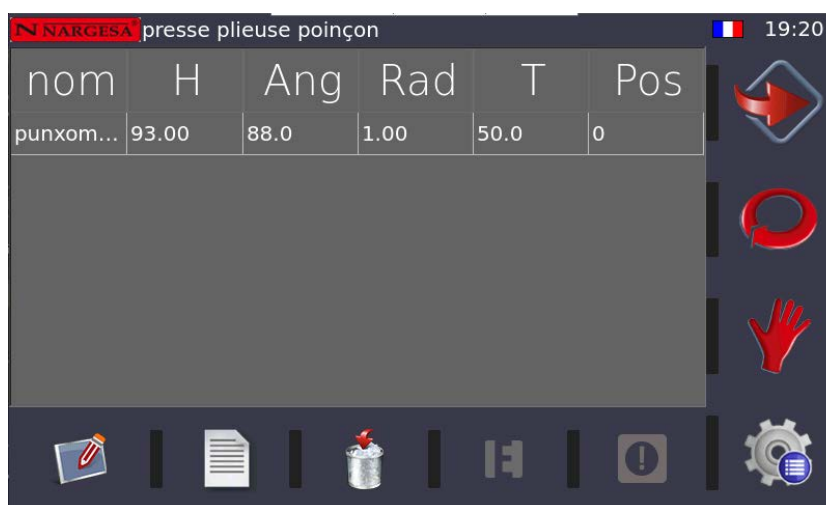 N NARGESA presse plieuse poinçon 19:20
nom H Ang Rad T Pos
punxom... 93.00 88.0 1.00 50.0 0